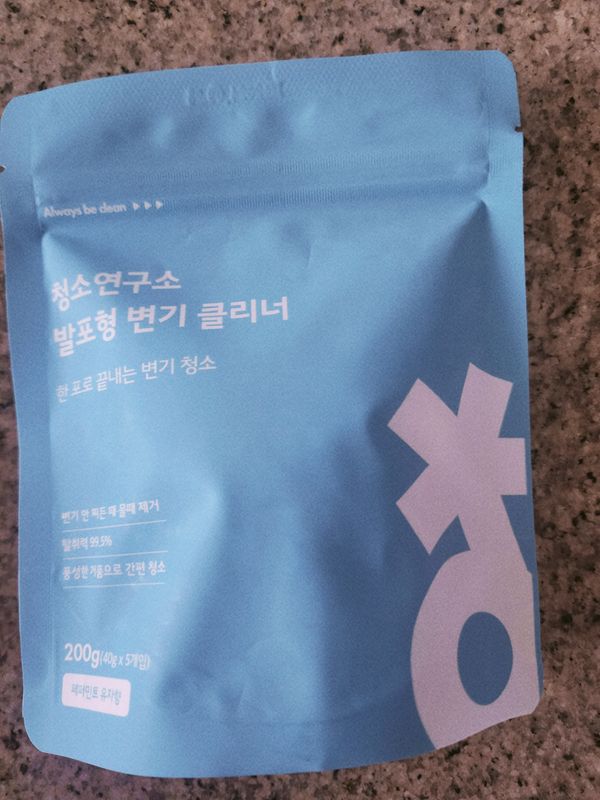 Always be clean
청소연구소
발포형 변기 클리너
한 포로 끝내는 변기 청소
변기 안 찌든 때·물때 제거
탈취력 99.5%
풍성한 거품으로 간편 청소
200g(40g x 5개입)
페퍼민트 유자향